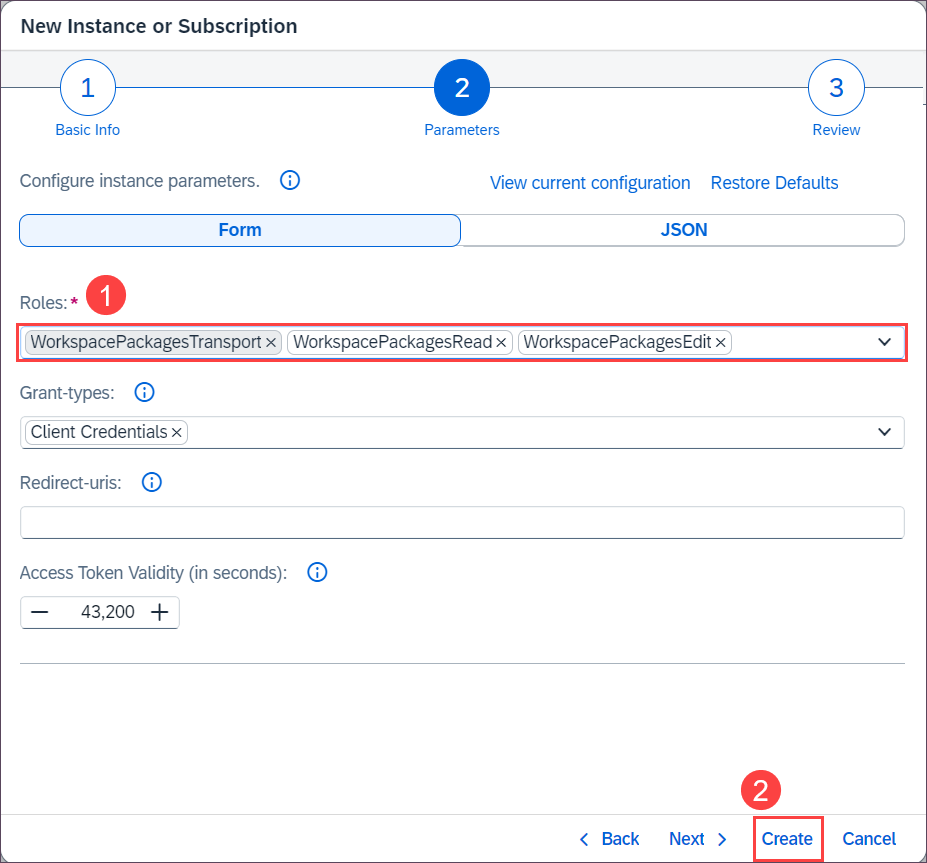 New Instance or Subscription
1 2 3
Basic Info Parameters Review
Configure instance parameters. View current configuration Restore Defaults
Form JSON
Roles:* 1
WorkspacePackagesTransport WorkspacePackagesRead WorkspacePackagesEdit
Grant-types:
Client Credentials
Redirect-uris:
Access Token Validity (in seconds):
43,200
2
Back Next Create Cancel